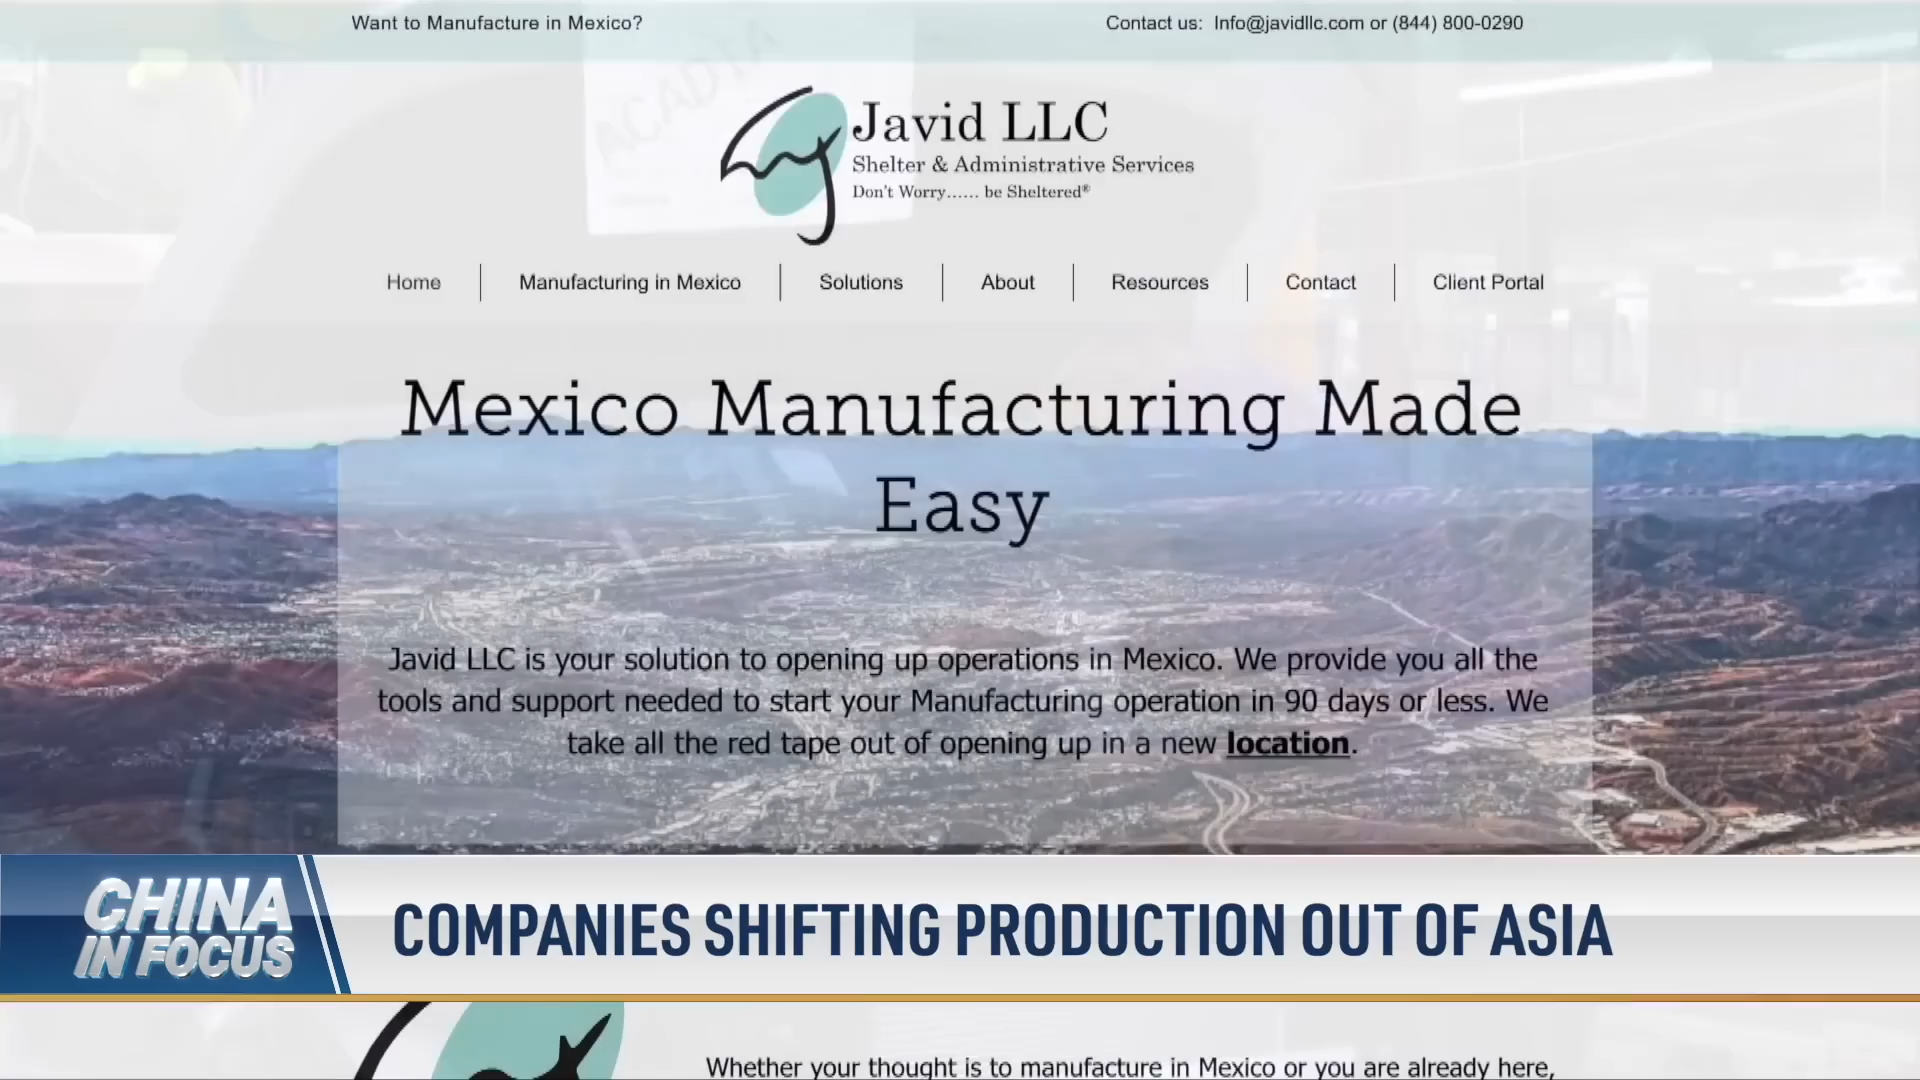 Want to Manufacture in Mexico?
Contact us: Info@javidllc.com or (844) 800-0290
ACADIA
Javid LLC
Shelter & Administrative Services
Don't Worry...... be Sheltered®
Home
Manufacturing in Mexico
Solutions
About
Resources
Contact
Client Portal
Mexico Manufacturing Made
Easy
Javid LLC is your solution to opening up operations in Mexico. We provide you all the
tools and support needed to start your Manufacturing operation in 90 days or less. We
take all the red tape out of opening up in a new location.
CHINA
IN FOCUS
COMPANIES SHIFTING PRODUCTION OUT OF ASIA
Whether your thought is to manufacture in Mexico or you are already here,